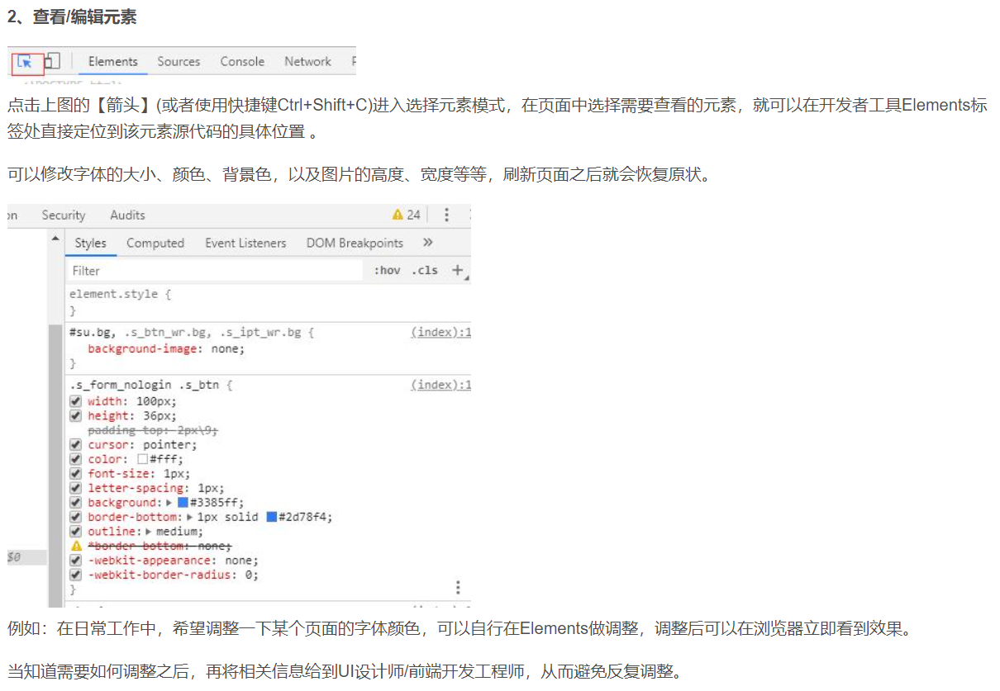 2、查看/编辑元素
Elements Sources Console Network
点击上图的【箭头】(或者使用快捷键Ctrl+Shift+C)进入选择元素模式，在页面中选择需要查看的元素，就可以在开发者工具Elements标
签处直接定位到该元素源代码的具体位置 。
可以修改字体的大小、颜色、背景色，以及图片的高度、宽度等等，刷新页面之后就会恢复原状。
on Security Audits 24
Styles Computed Event Listeners DOM Breakpoints »
Filter :hov .cls +
element.style {
}
#su.bg, .s_btn_wr.bg, .s_ipt_wr.bg { (index):1
background-image: none;
}
.s_form_nologin .s_btn { (index):1
width: 100px;
height: 36px;
padding-top: 2px\9;
cursor: pointer;
color: #fff;
font-size: 1px;
letter-spacing: 1px;
background: #3385ff;
border-bottom: 1px solid #2d78f4;
outline: medium;
*border-bottom: none;
$0
-webkit-appearance: none;
-webkit-border-radius: 0;
}
例如：在日常工作中，希望调整一下某个页面的字体颜色，可以自行在Elements做调整，调整后可以在浏览器立即看到效果。
当知道需要如何调整之后，再将相关信息给到UI设计师/前端开发工程师，从而避免反复调整。